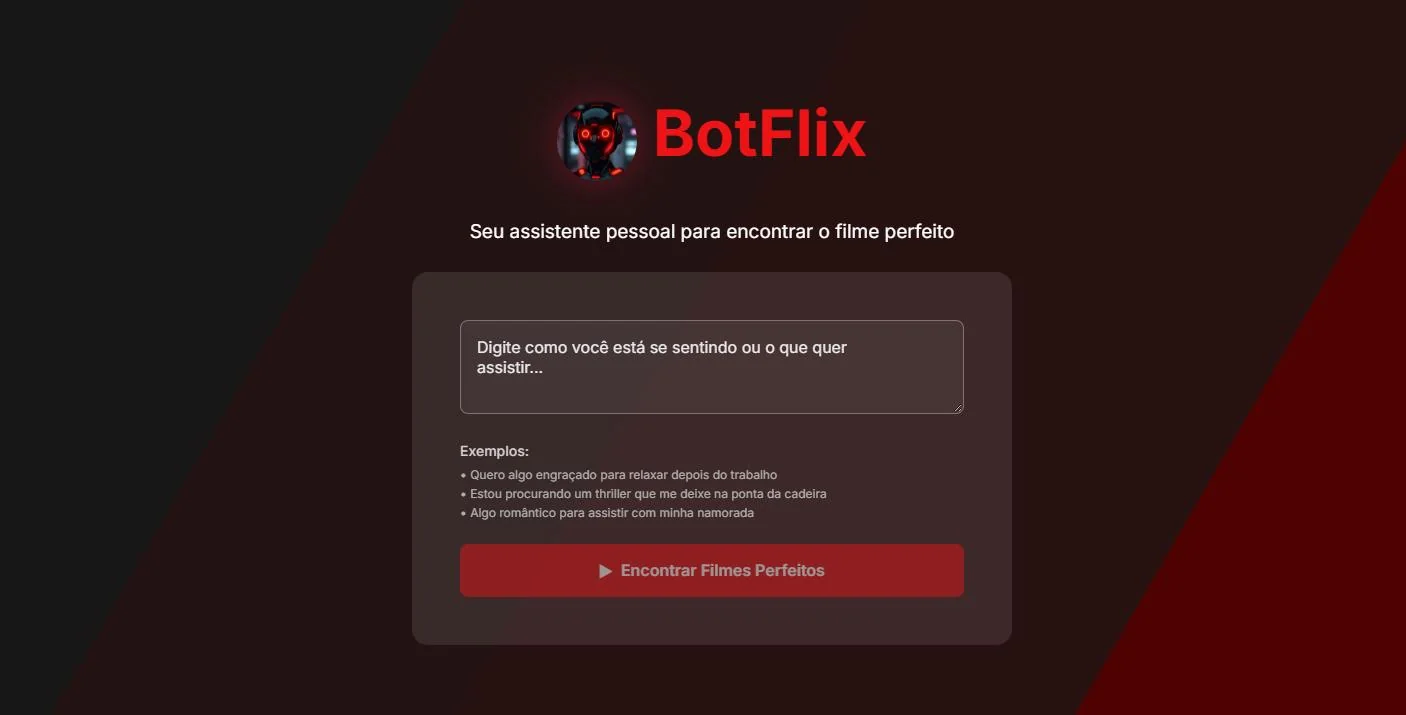 BotFlix
Seu assistente pessoal para encontrar o filme perfeito
Digite como você está se sentindo ou o que quer
assistir...
Exemplos:
• Quero algo engraçado para relaxar depois do trabalho
• Estou procurando um thriller que me deixe na ponta da cadeira
• Algo romântico para assistir com minha namorada
▶ Encontrar Filmes Perfeitos